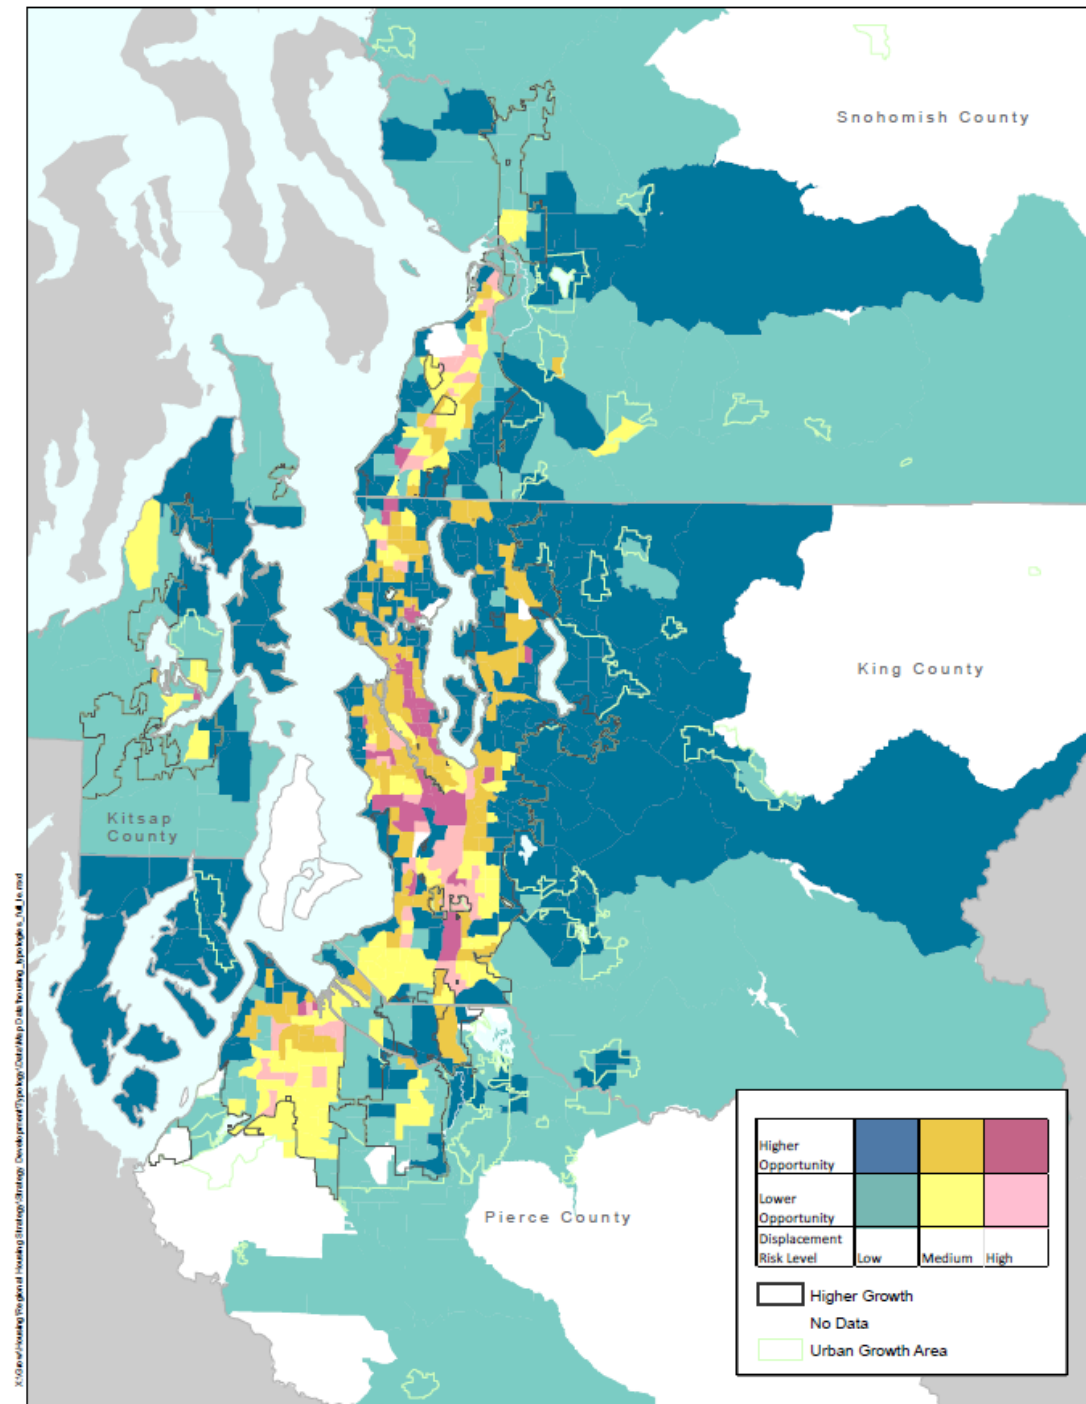 Snohomish County
King County
Kitsap
County
Pierce County
Higher
Opportunity
Lower
Opportunity
Displacement
Risk Level
Low
Medium
High
Higher Growth
No Data
Urban Growth Area